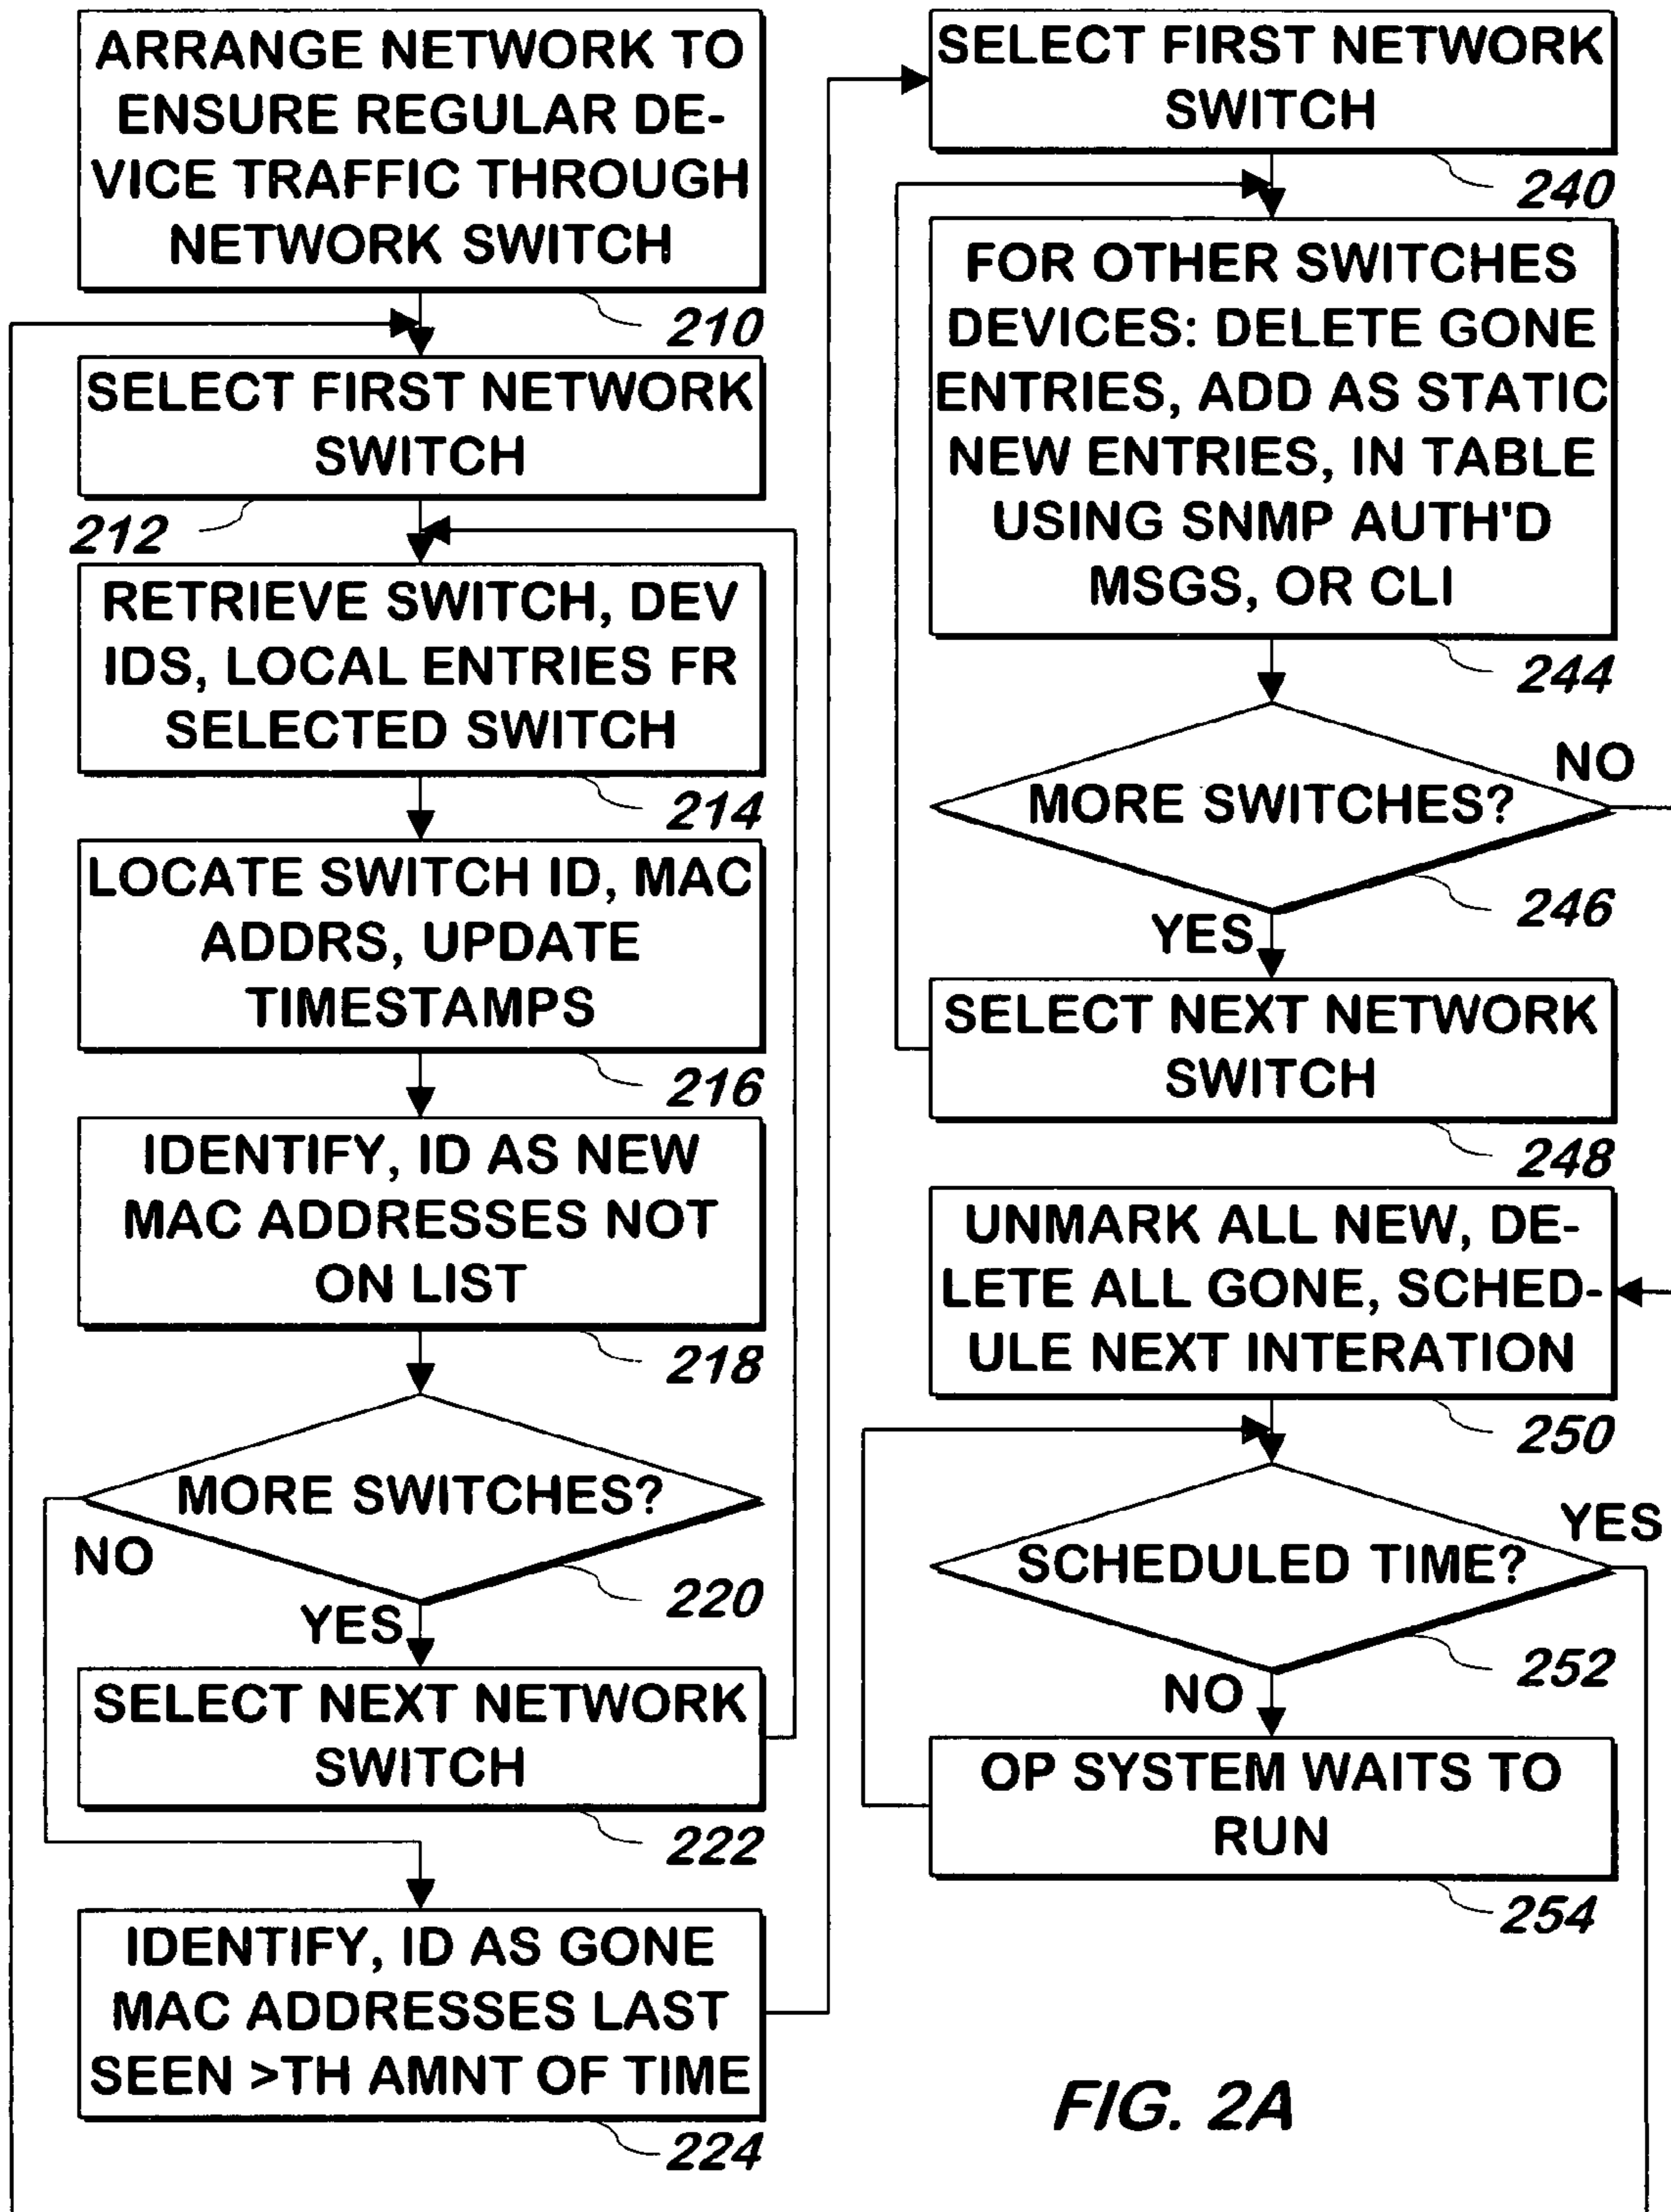 ARRANGE NETWORK TO
ENSURE REGULAR DE-
VICE TRAFFIC THROUGH
NETWORK SWITCH
210
SELECT FIRST NETWORK
SWITCH
212
RETRIEVE SWITCH, DEV
IDS, LOCAL ENTRIES FR
SELECTED SWITCH
214
LOCATE SWITCH ID, MAC
ADDRS, UPDATE
TIMESTAMPS
216
IDENTIFY, ID AS NEW
MAC ADDRESSES NOT
ON LIST
218
MORE SWITCHES?
NO
220
YES
SELECT NEXT NETWORK
SWITCH
222
IDENTIFY, ID AS GONE
MAC ADDRESSES LAST
SEEN >TH AMNT OF TIME
224
SELECT FIRST NETWORK
SWITCH
240
FOR OTHER SWITCHES
DEVICES: DELETE GONE
ENTRIES, ADD AS STATIC
NEW ENTRIES, IN TABLE
USING SNMP AUTH'D
MSGS, OR CLI
244
NO
MORE SWITCHES?
246
YES
SELECT NEXT NETWORK
SWITCH
248
UNMARK ALL NEW, DE-
LETE ALL GONE, SCHED-
ULE NEXT INTERATION
250
YES
SCHEDULED TIME?
252
NO
OP SYSTEM WAITS TO
RUN
254
FIG. 2A